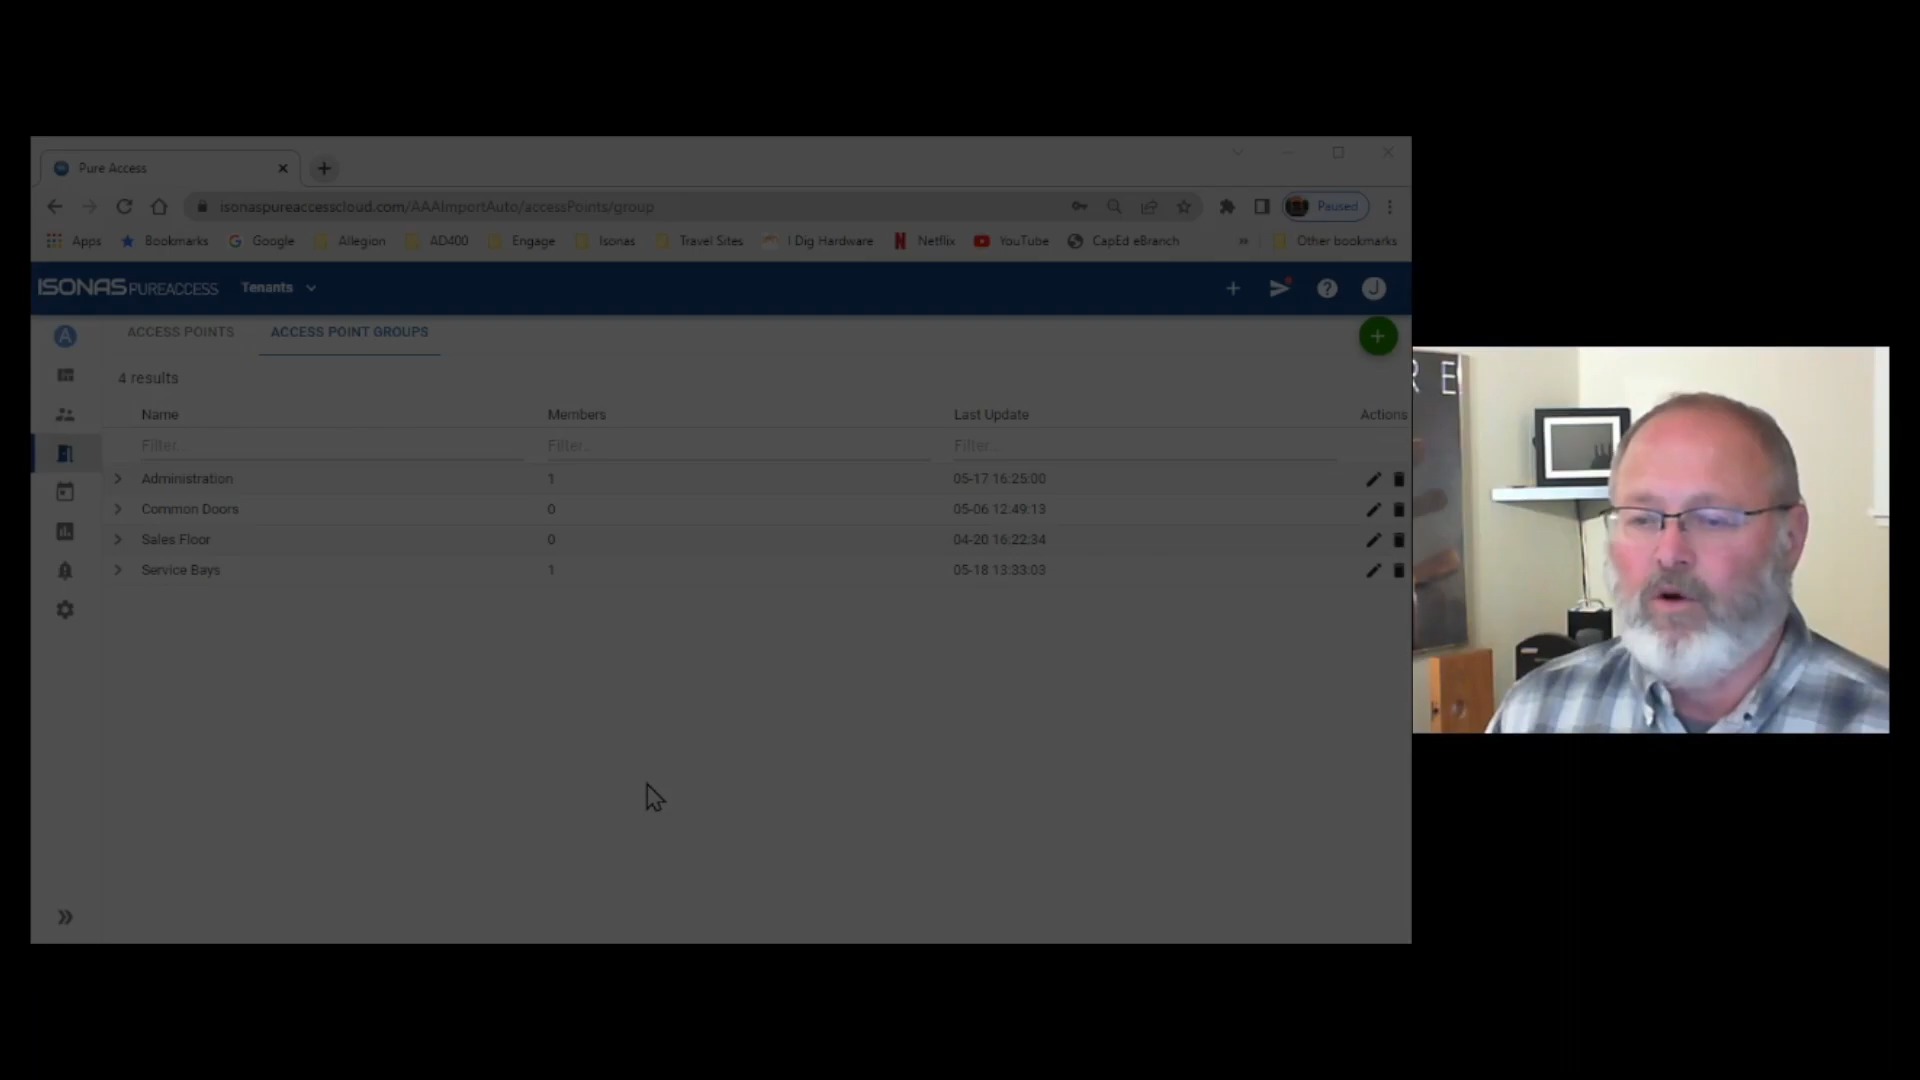 Pure Access
isonaspureaccesscloud.com/AAAImportAuto/accessPoints/group
Paused
Apps Bookmarks Google Allegion AD400 Engage Isonas Travel Sites I Dig Hardware Netflix YouTube CapEd eBranch » Other bookmarks
ISONAS PUREACCESS Tenants
J
A
ACCESS POINTS ACCESS POINT GROUPS
4 results
Name Members Last Update Actions
Filter... Filter... Filter...
Administration 1 05-17 16:25:00
Common Doors 0 05-06 12:49:13
Sales Floor 0 04-20 16:22:34
Service Bays 1 05-18 13:33:03
R E